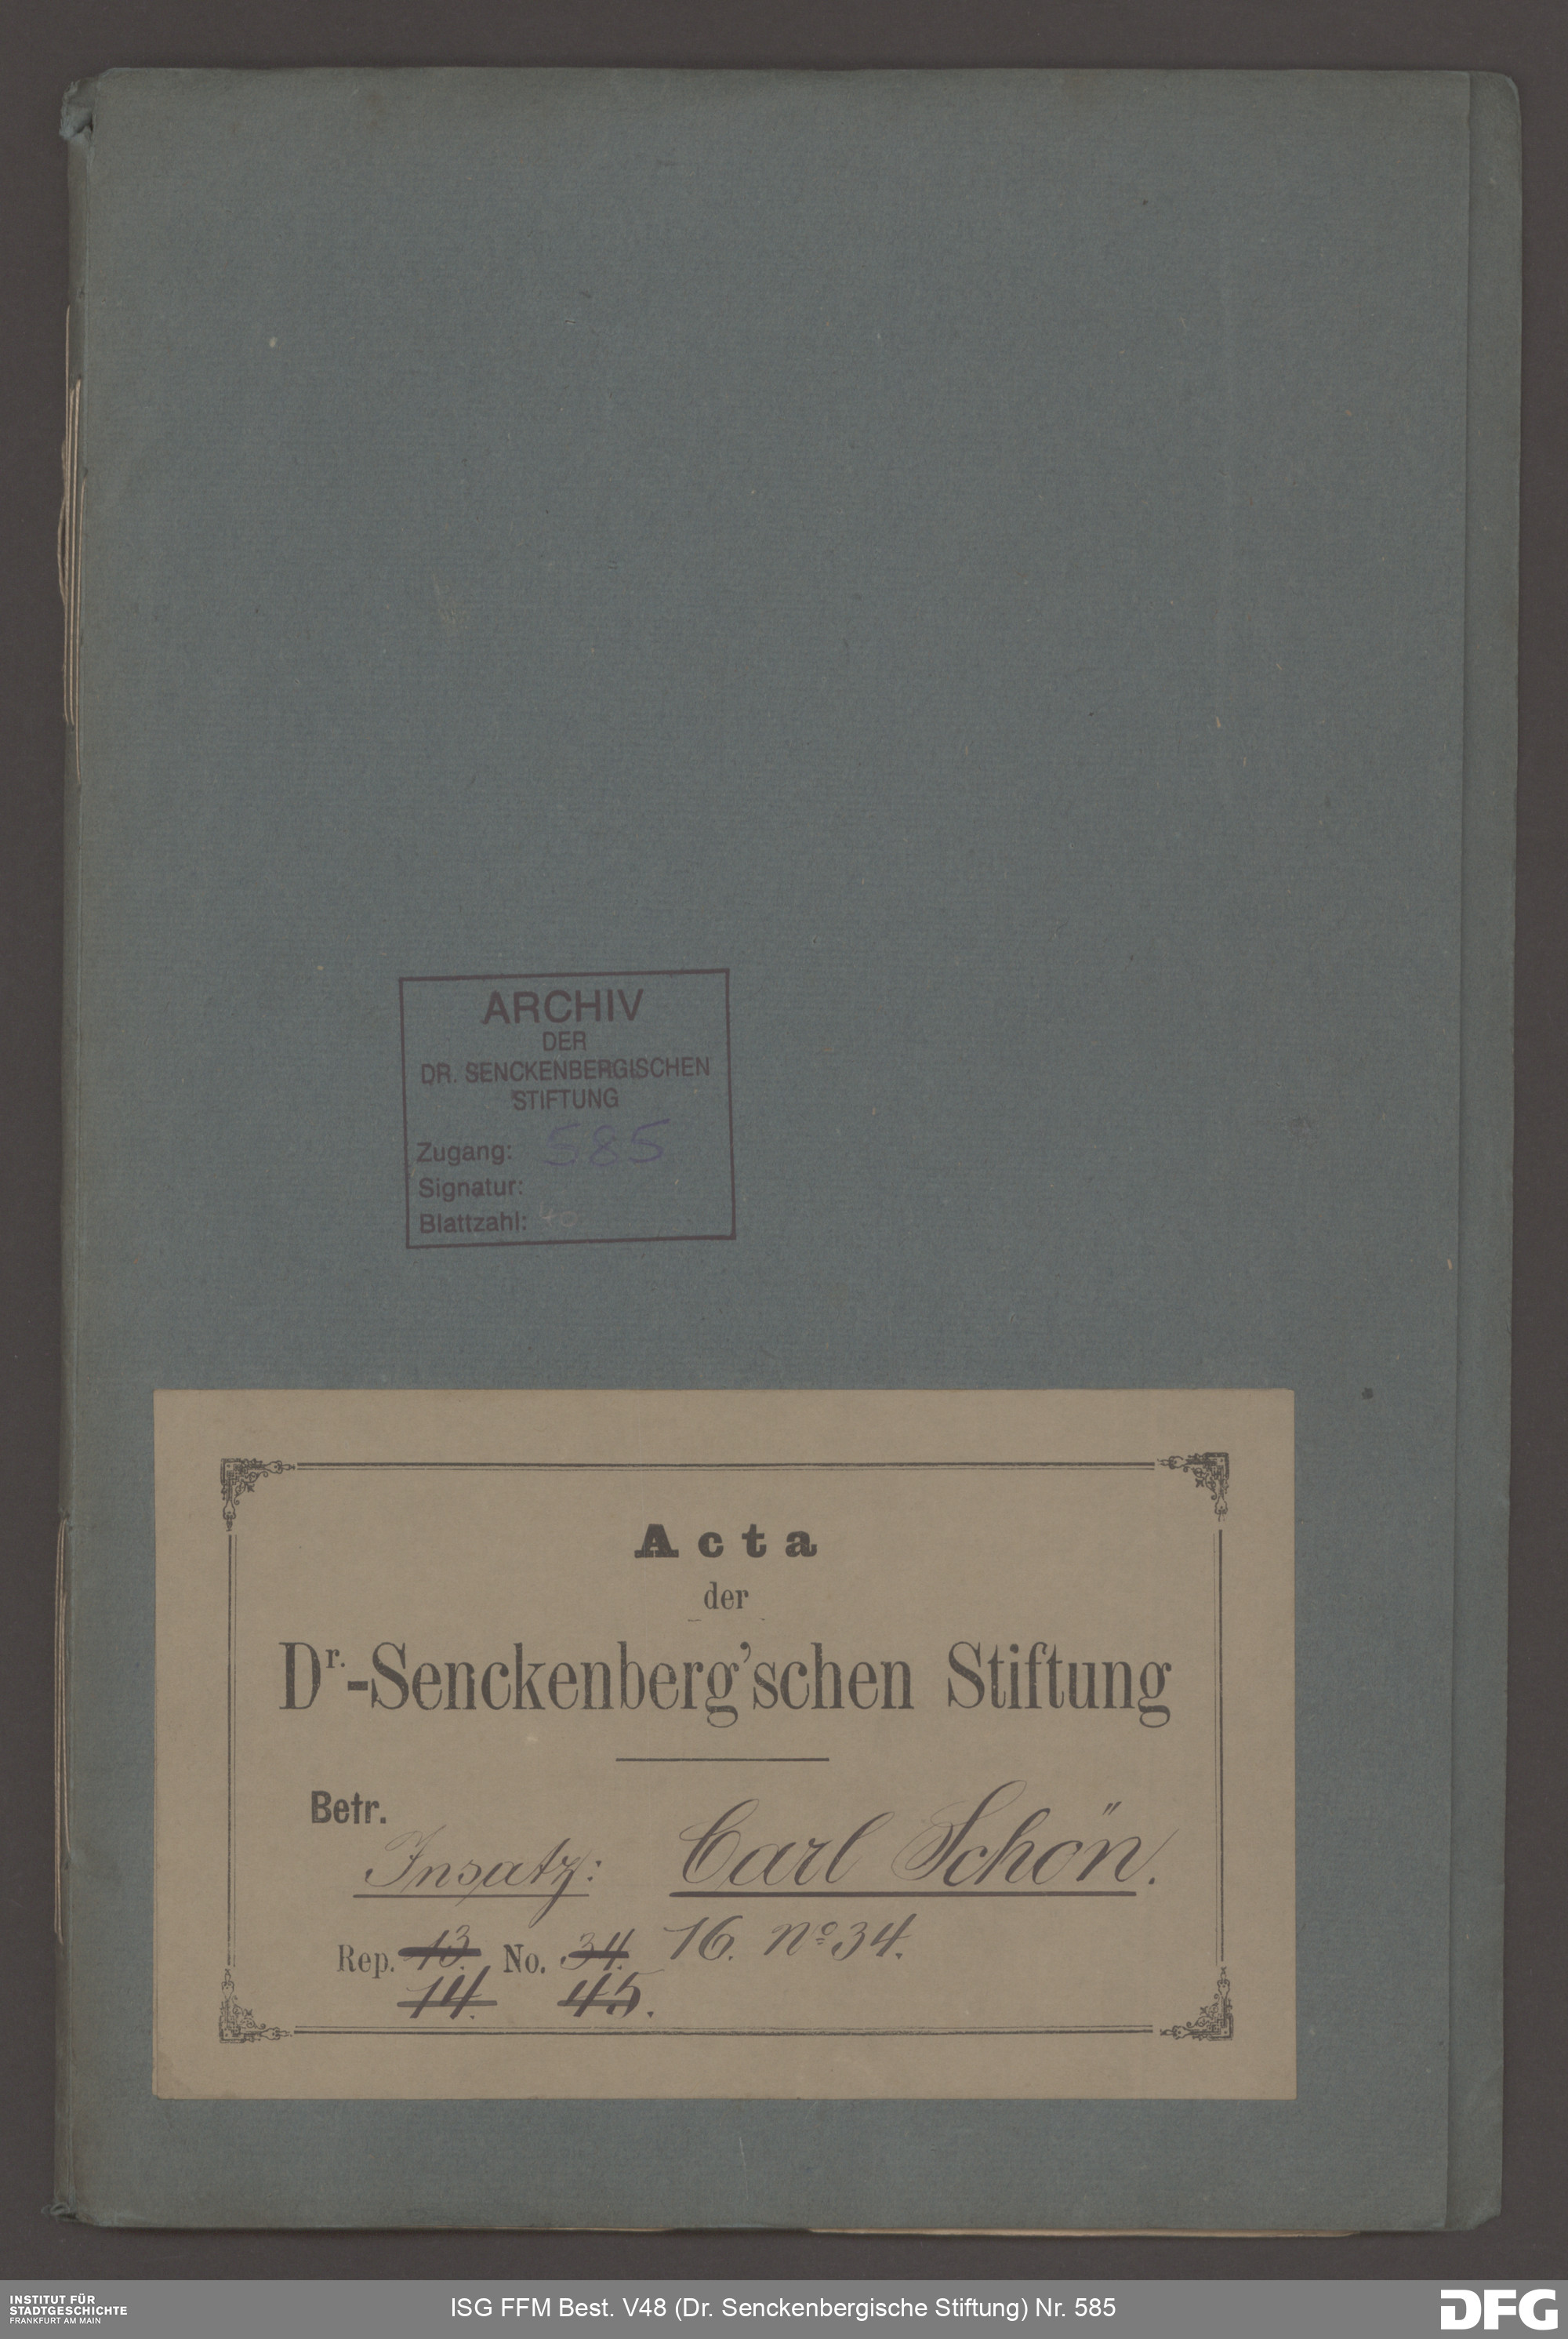 ARCHIV
DER
DR. SENCKENBERGISCHEN
STIFTUNG
Zugang: 585
Signatur:
Blattzahl: 40
Acta
der
Dr.-Senckenberg'schen Stiftung
Betr.
Insatz: Carl Schön.
Rep. 13. No. 34. 16. No 34.
14. 45.
INSTITUT FÜR
STADTGESCHICHTE
FRANKFURT AM MAIN
ISG FFM Best. V48 (Dr. Senckenbergische Stiftung) Nr. 585
DFG